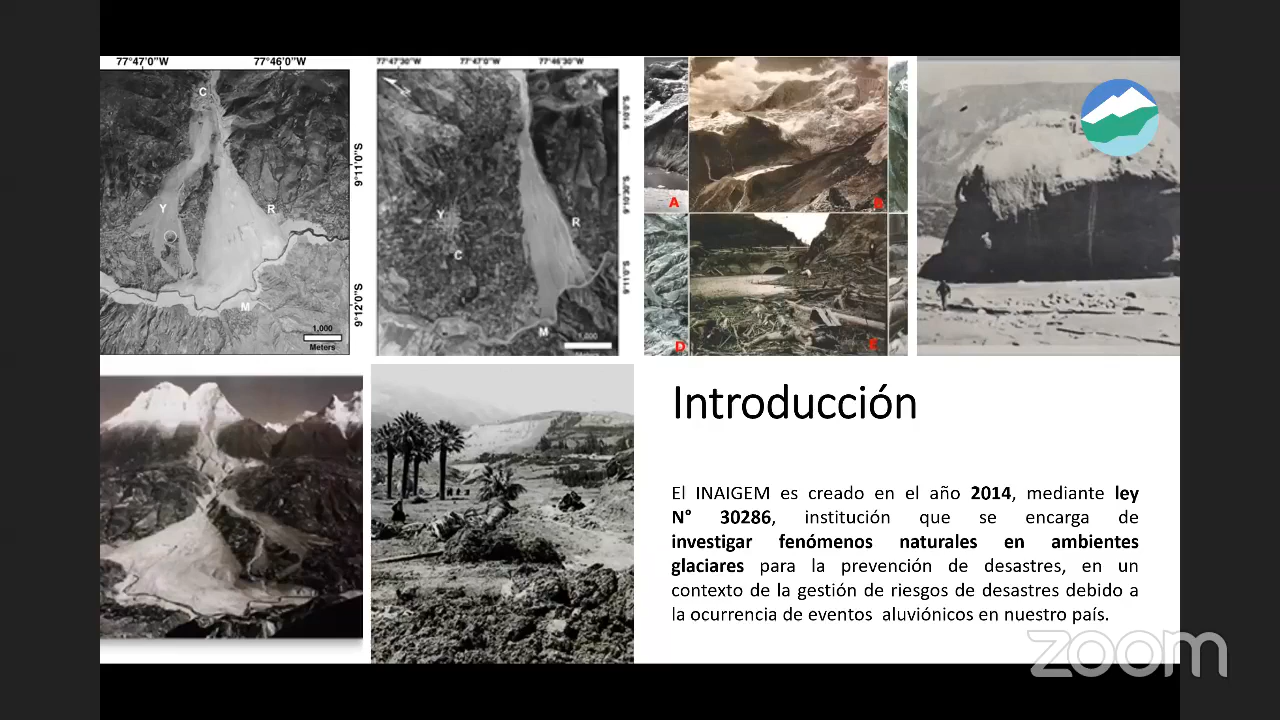 77°47'0"W 77°46'0"W
C
Y
R
M
9°11'0"S
9°12'0"S
1,000
Meters
77°47'30"W 77°47'0"W 77°46'30"W
Y
C
R
M
1,000
A
B
D
E
Introducción
El INAIGEM es creado en el año 2014, mediante ley
N° 30286, institución que se encarga de
investigar fenómenos naturales en ambientes
glaciares para la prevención de desastres, en un
contexto de la gestión de riesgos de desastres debido a
la ocurrencia de eventos aluviónicos en nuestro país.
zoom